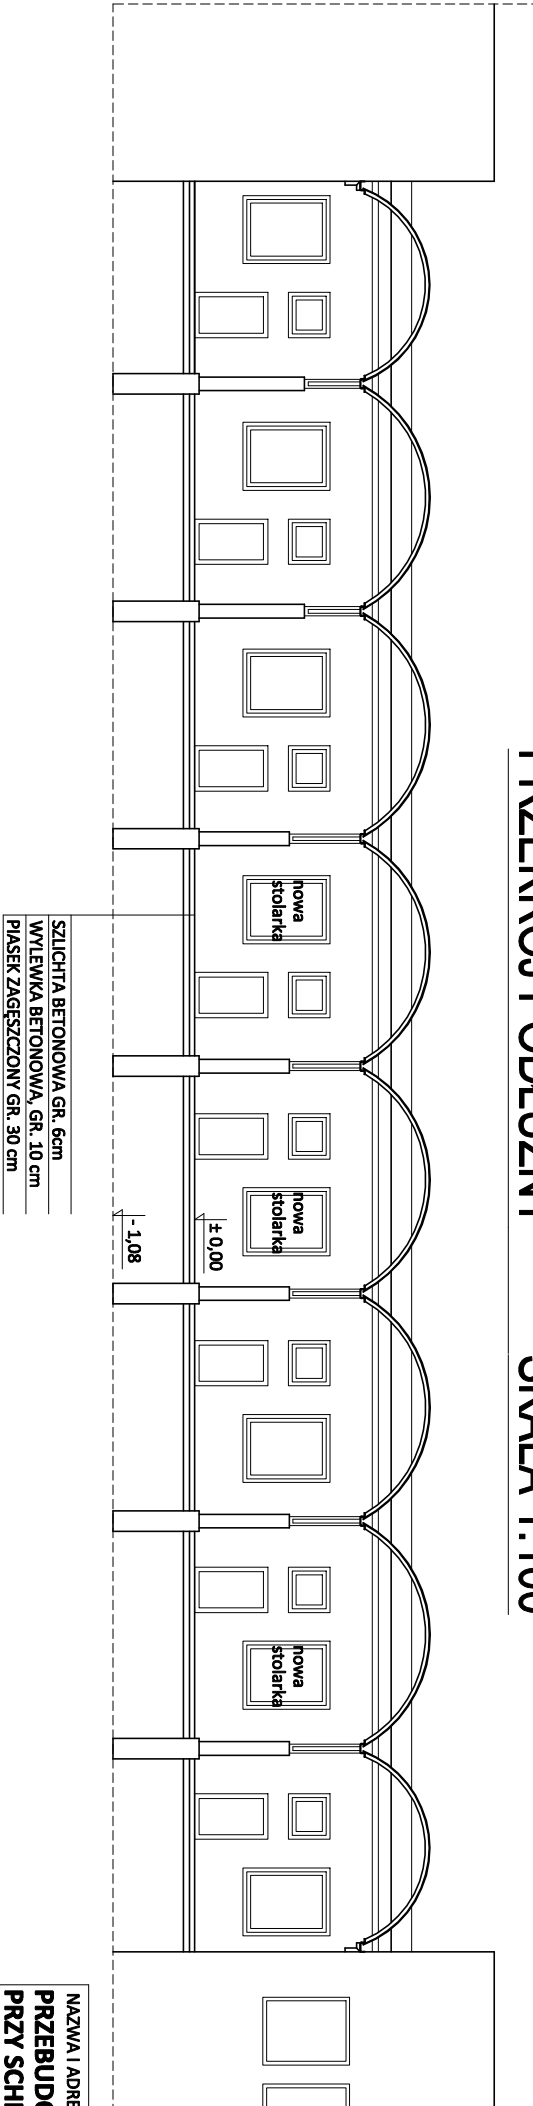 PRZEKRÓJ PODŁUŻNY SKALA 1:100
nowa
stolarka
nowa
stolarka
nowa
stolarka
± 0,00
- 1,08
SZLICHTA BETONOWA GR. 6cm
WYLEWKA BETONOWA, GR. 10 cm
PIASEK ZAGĘSZCZONY GR. 30 cm
NAZWA I ADRE
PRZEBUDO
PRZY SCH